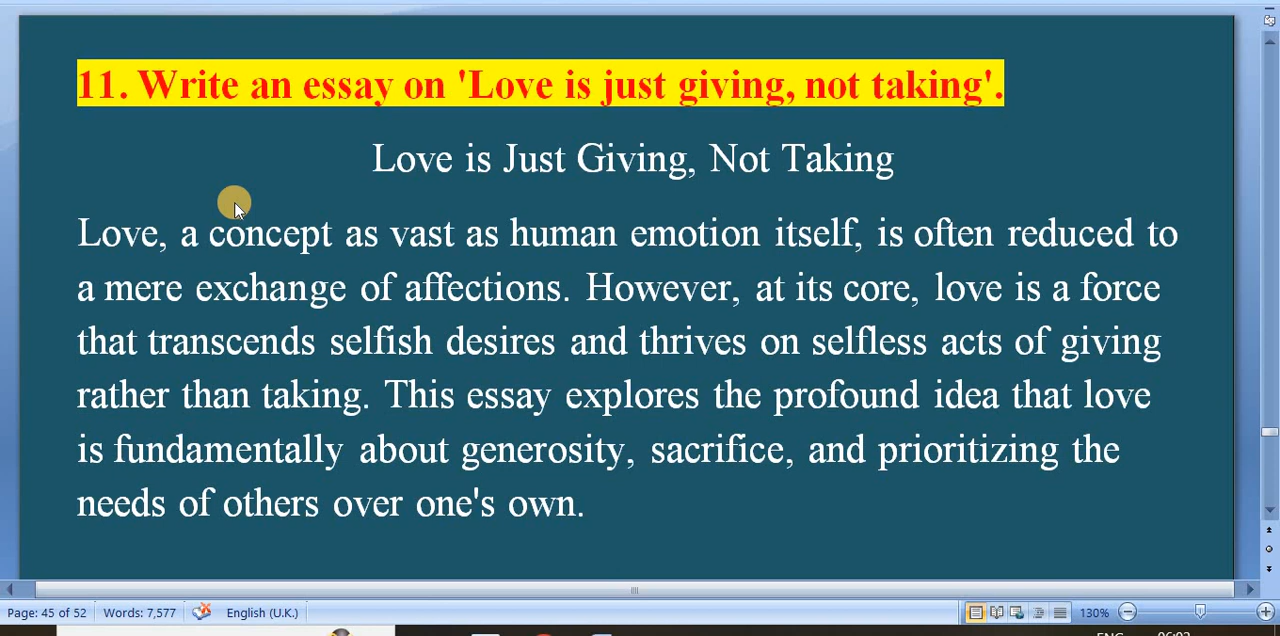 11. Write an essay on 'Love is just giving, not taking'.
Love is Just Giving, Not Taking
Love, a concept as vast as human emotion itself, is often reduced to
a mere exchange of affections. However, at its core, love is a force
that transcends selfish desires and thrives on selfless acts of giving
rather than taking. This essay explores the profound idea that love
is fundamentally about generosity, sacrifice, and prioritizing the
needs of others over one's own.
Page: 45 of 52 Words: 7,577 English (U.K.) 130%